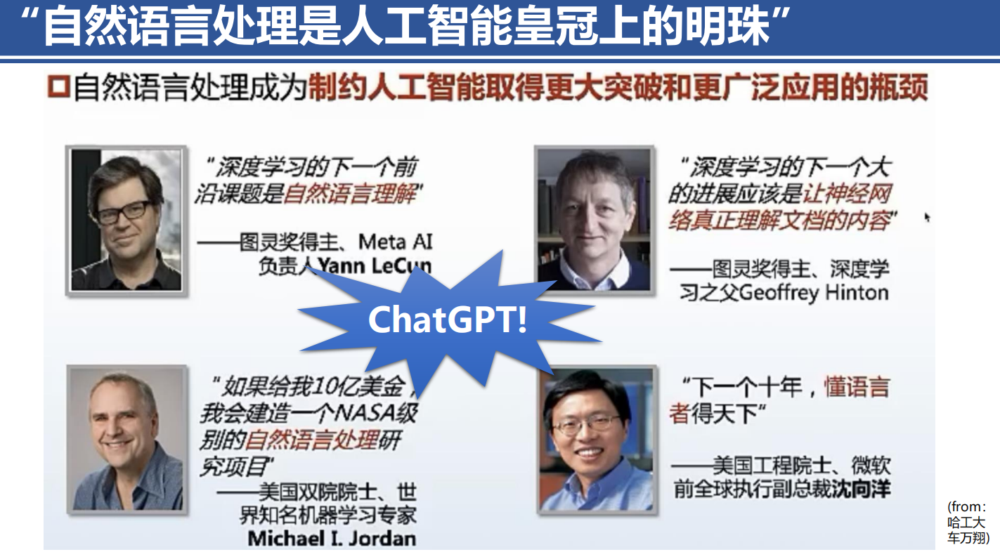 “自然语言处理是人工智能皇冠上的明珠”
自然语言处理成为制约人工智能取得更大突破和更广泛应用的瓶颈
“深度学习的下一个前
沿课题是自然语言理解”
——图灵奖得主、Meta AI
负责人Yann LeCun
“深度学习的下一个大
的进展应该是让神经网
络真正理解文档的内容”
——图灵奖得主、深度学
习之父Geoffrey Hinton
ChatGPT!
“如果给我10亿美金，
我会建造一个NASA级
别的自然语言处理研
究项目”
——美国双院院士、世
界知名机器学习专家
Michael I. Jordan
“下一个十年，懂语言
者得天下“
——美国工程院士、微软
前全球执行副总裁沈向洋
(from：
哈工大
车万翔)